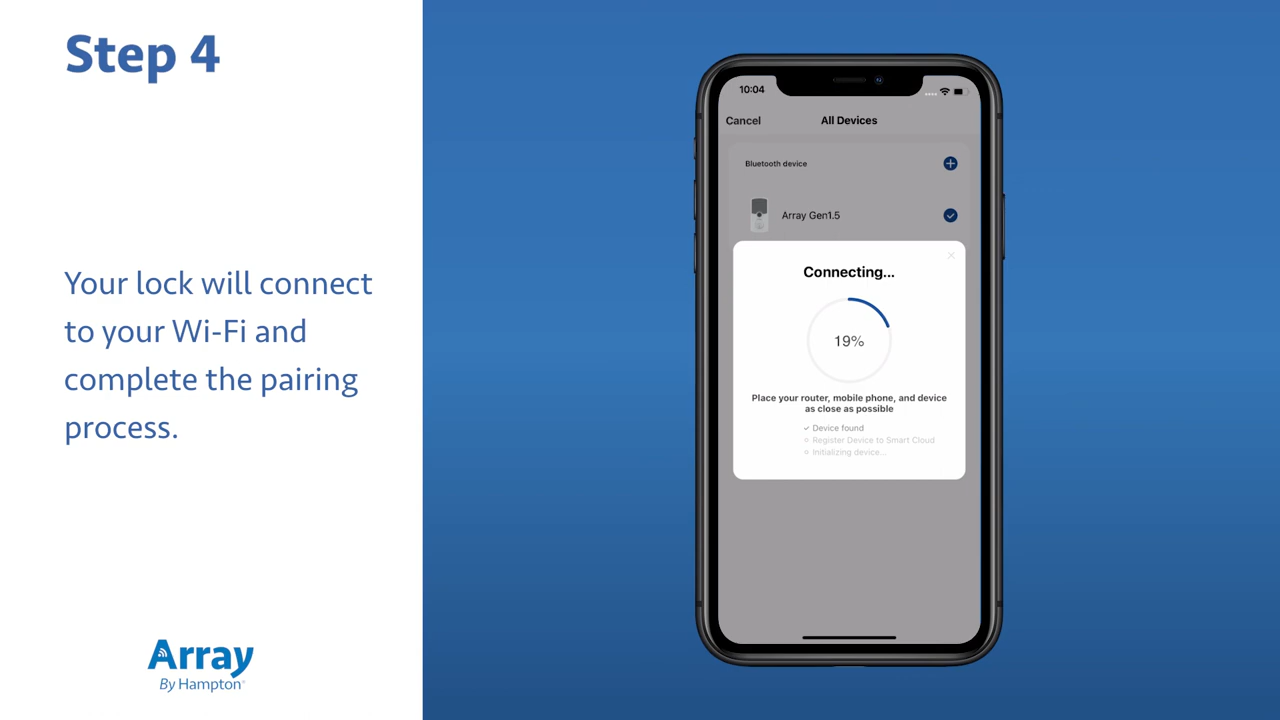 Step 4
Your lock will connect
to your Wi-Fi and
complete the pairing
process.
Array
By Hampton
10:04
Cancel
All Devices
Bluetooth device
Array Gen1.5
Connecting...
19%
Place your router, mobile phone, and device
as close as possible
Device found
Register Device to Smart Cloud
Initializing device...